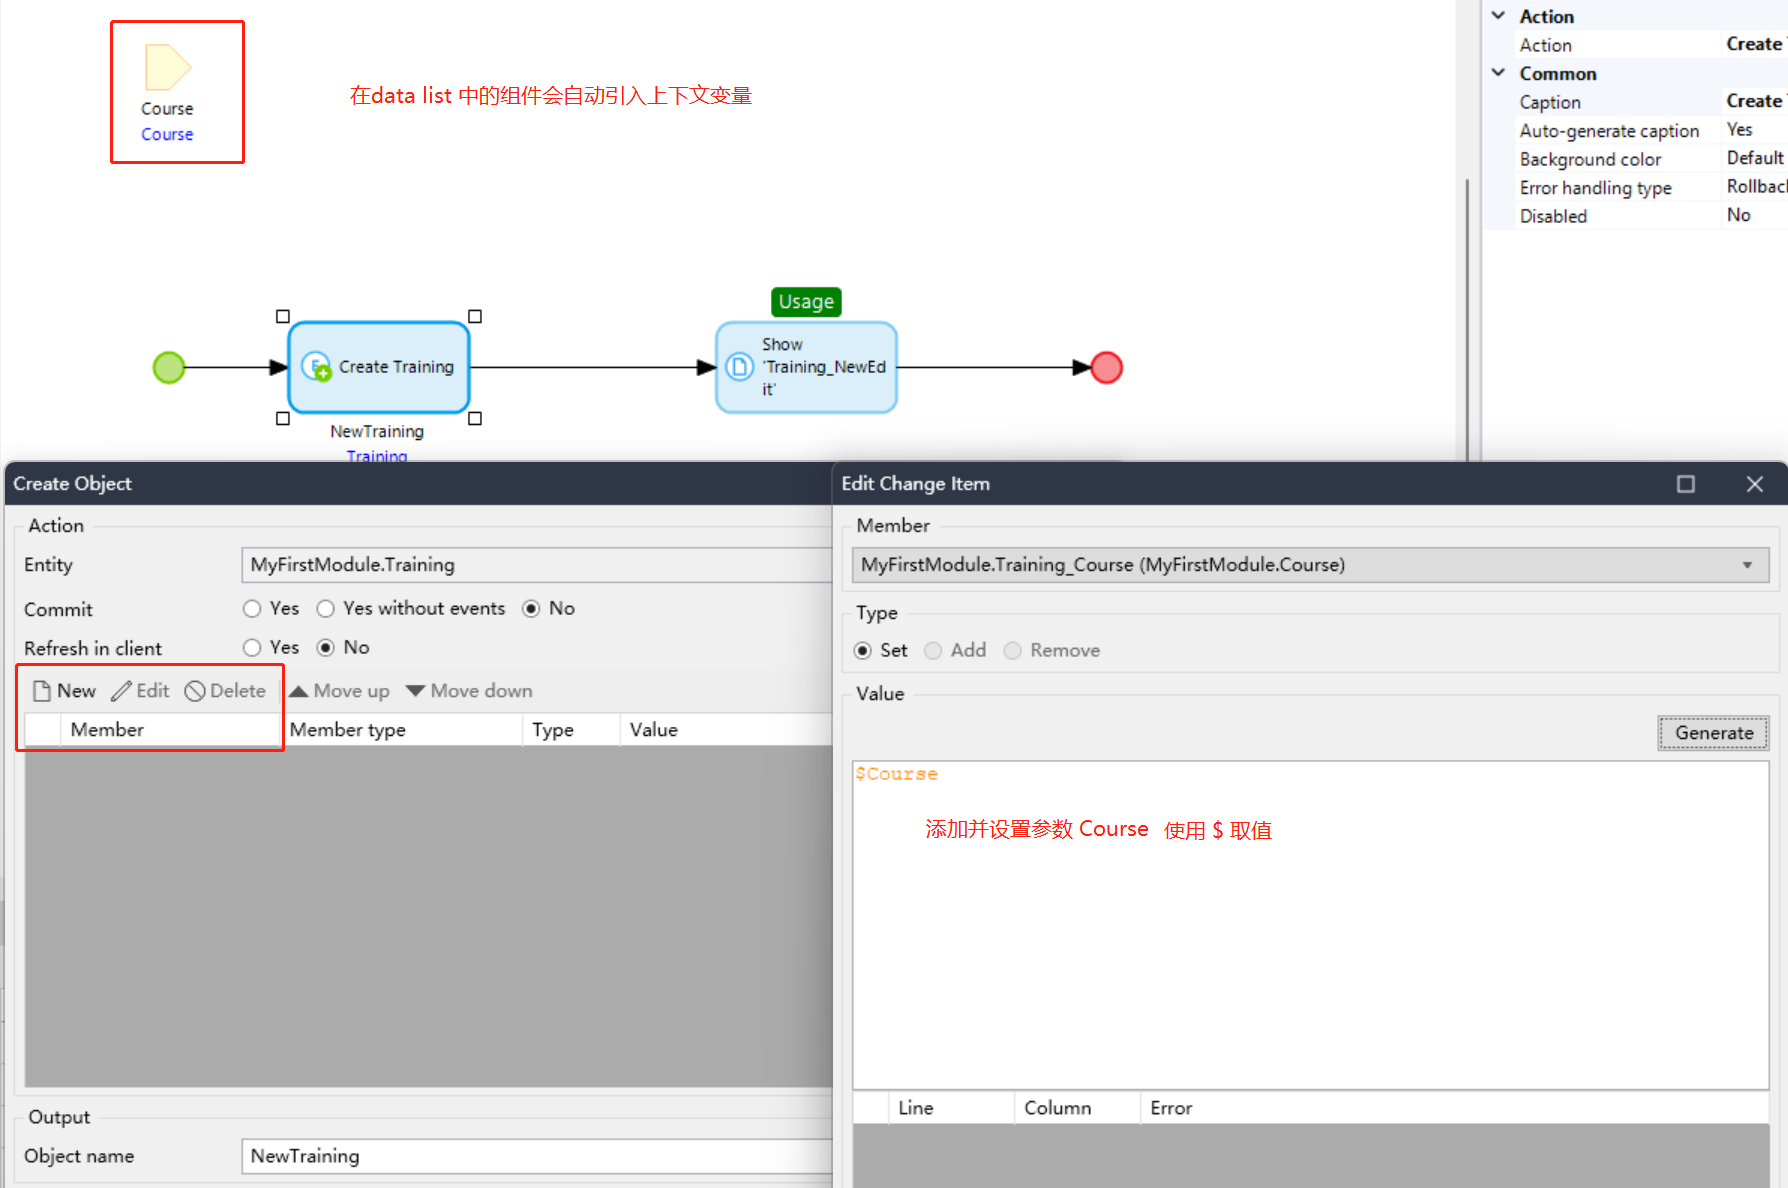 Course
Course
在data list 中的组件会自动引入上下文变量
Action
Action Create
Common
Caption Create
Auto-generate caption Yes
Background color Default
Error handling type Rollbac
Disabled No
Usage
Create Training
Show
'Training_NewEd
it'
NewTraining
Training
Create Object
Action
Entity MyFirstModule.Training
Commit Yes Yes without events No
Refresh in client Yes No
New Edit Delete Move up Move down
Member Member type Type Value
Output
Object name NewTraining
Edit Change Item
Member
MyFirstModule.Training_Course (MyFirstModule.Course)
Type
Set Add Remove
Value
Generate
$Course
添加并设置参数 Course 使用 $ 取值
Line Column Error